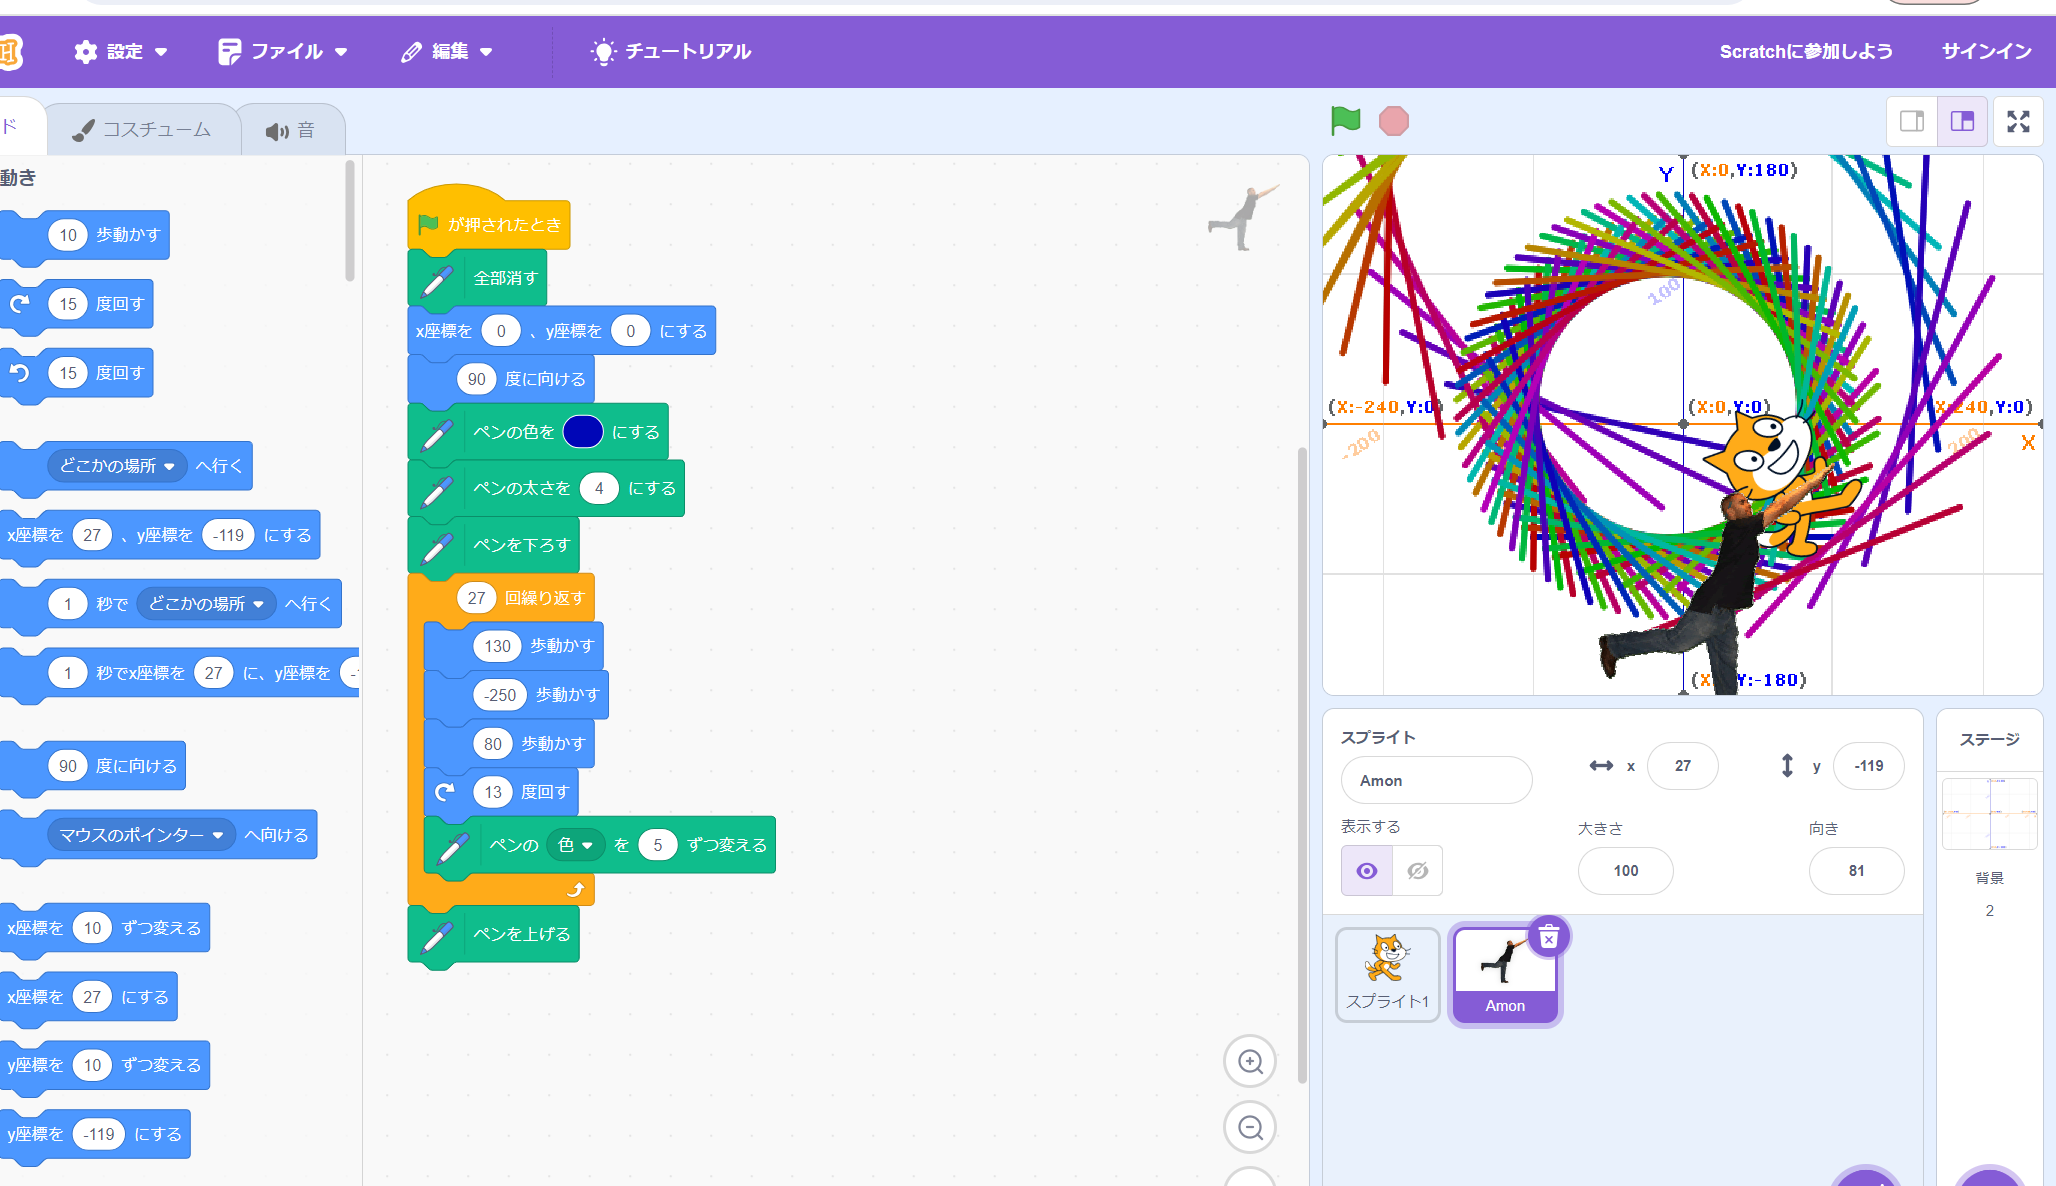 設定
ファイル
編集
チュートリアル
Scratchに参加しよう
サインイン
ド
コスチューム
音
動き
10 歩動かす
15 度回す
15 度回す
どこかの場所 へ行く
x座標を 27 、y座標を -119 にする
1 秒で どこかの場所 へ行く
1 秒でx座標を 27 に、y座標を -1
90 度に向ける
マウスのポインター へ向ける
x座標を 10 ずつ変える
x座標を 27 にする
y座標を 10 ずつ変える
y座標を -119 にする
が押されたとき
全部消す
x座標を 0 、y座標を 0 にする
90 度に向ける
ペンの色を にする
ペンの太さを 4 にする
ペンを下ろす
27 回繰り返す
130 歩動かす
-250 歩動かす
80 歩動かす
13 度回す
ペンの 色 を 5 ずつ変える
ペンを上げる
Y (X:0,Y:180)
100
(X:-240,Y:0) (X:0,Y:0) X:240,Y:0)
-200 200 X
(X Y:-180)
スプライト
Amon
x 27
y -119
表示する
大きさ
100
向き
81
スプライト1
Amon
ステージ
背景
2